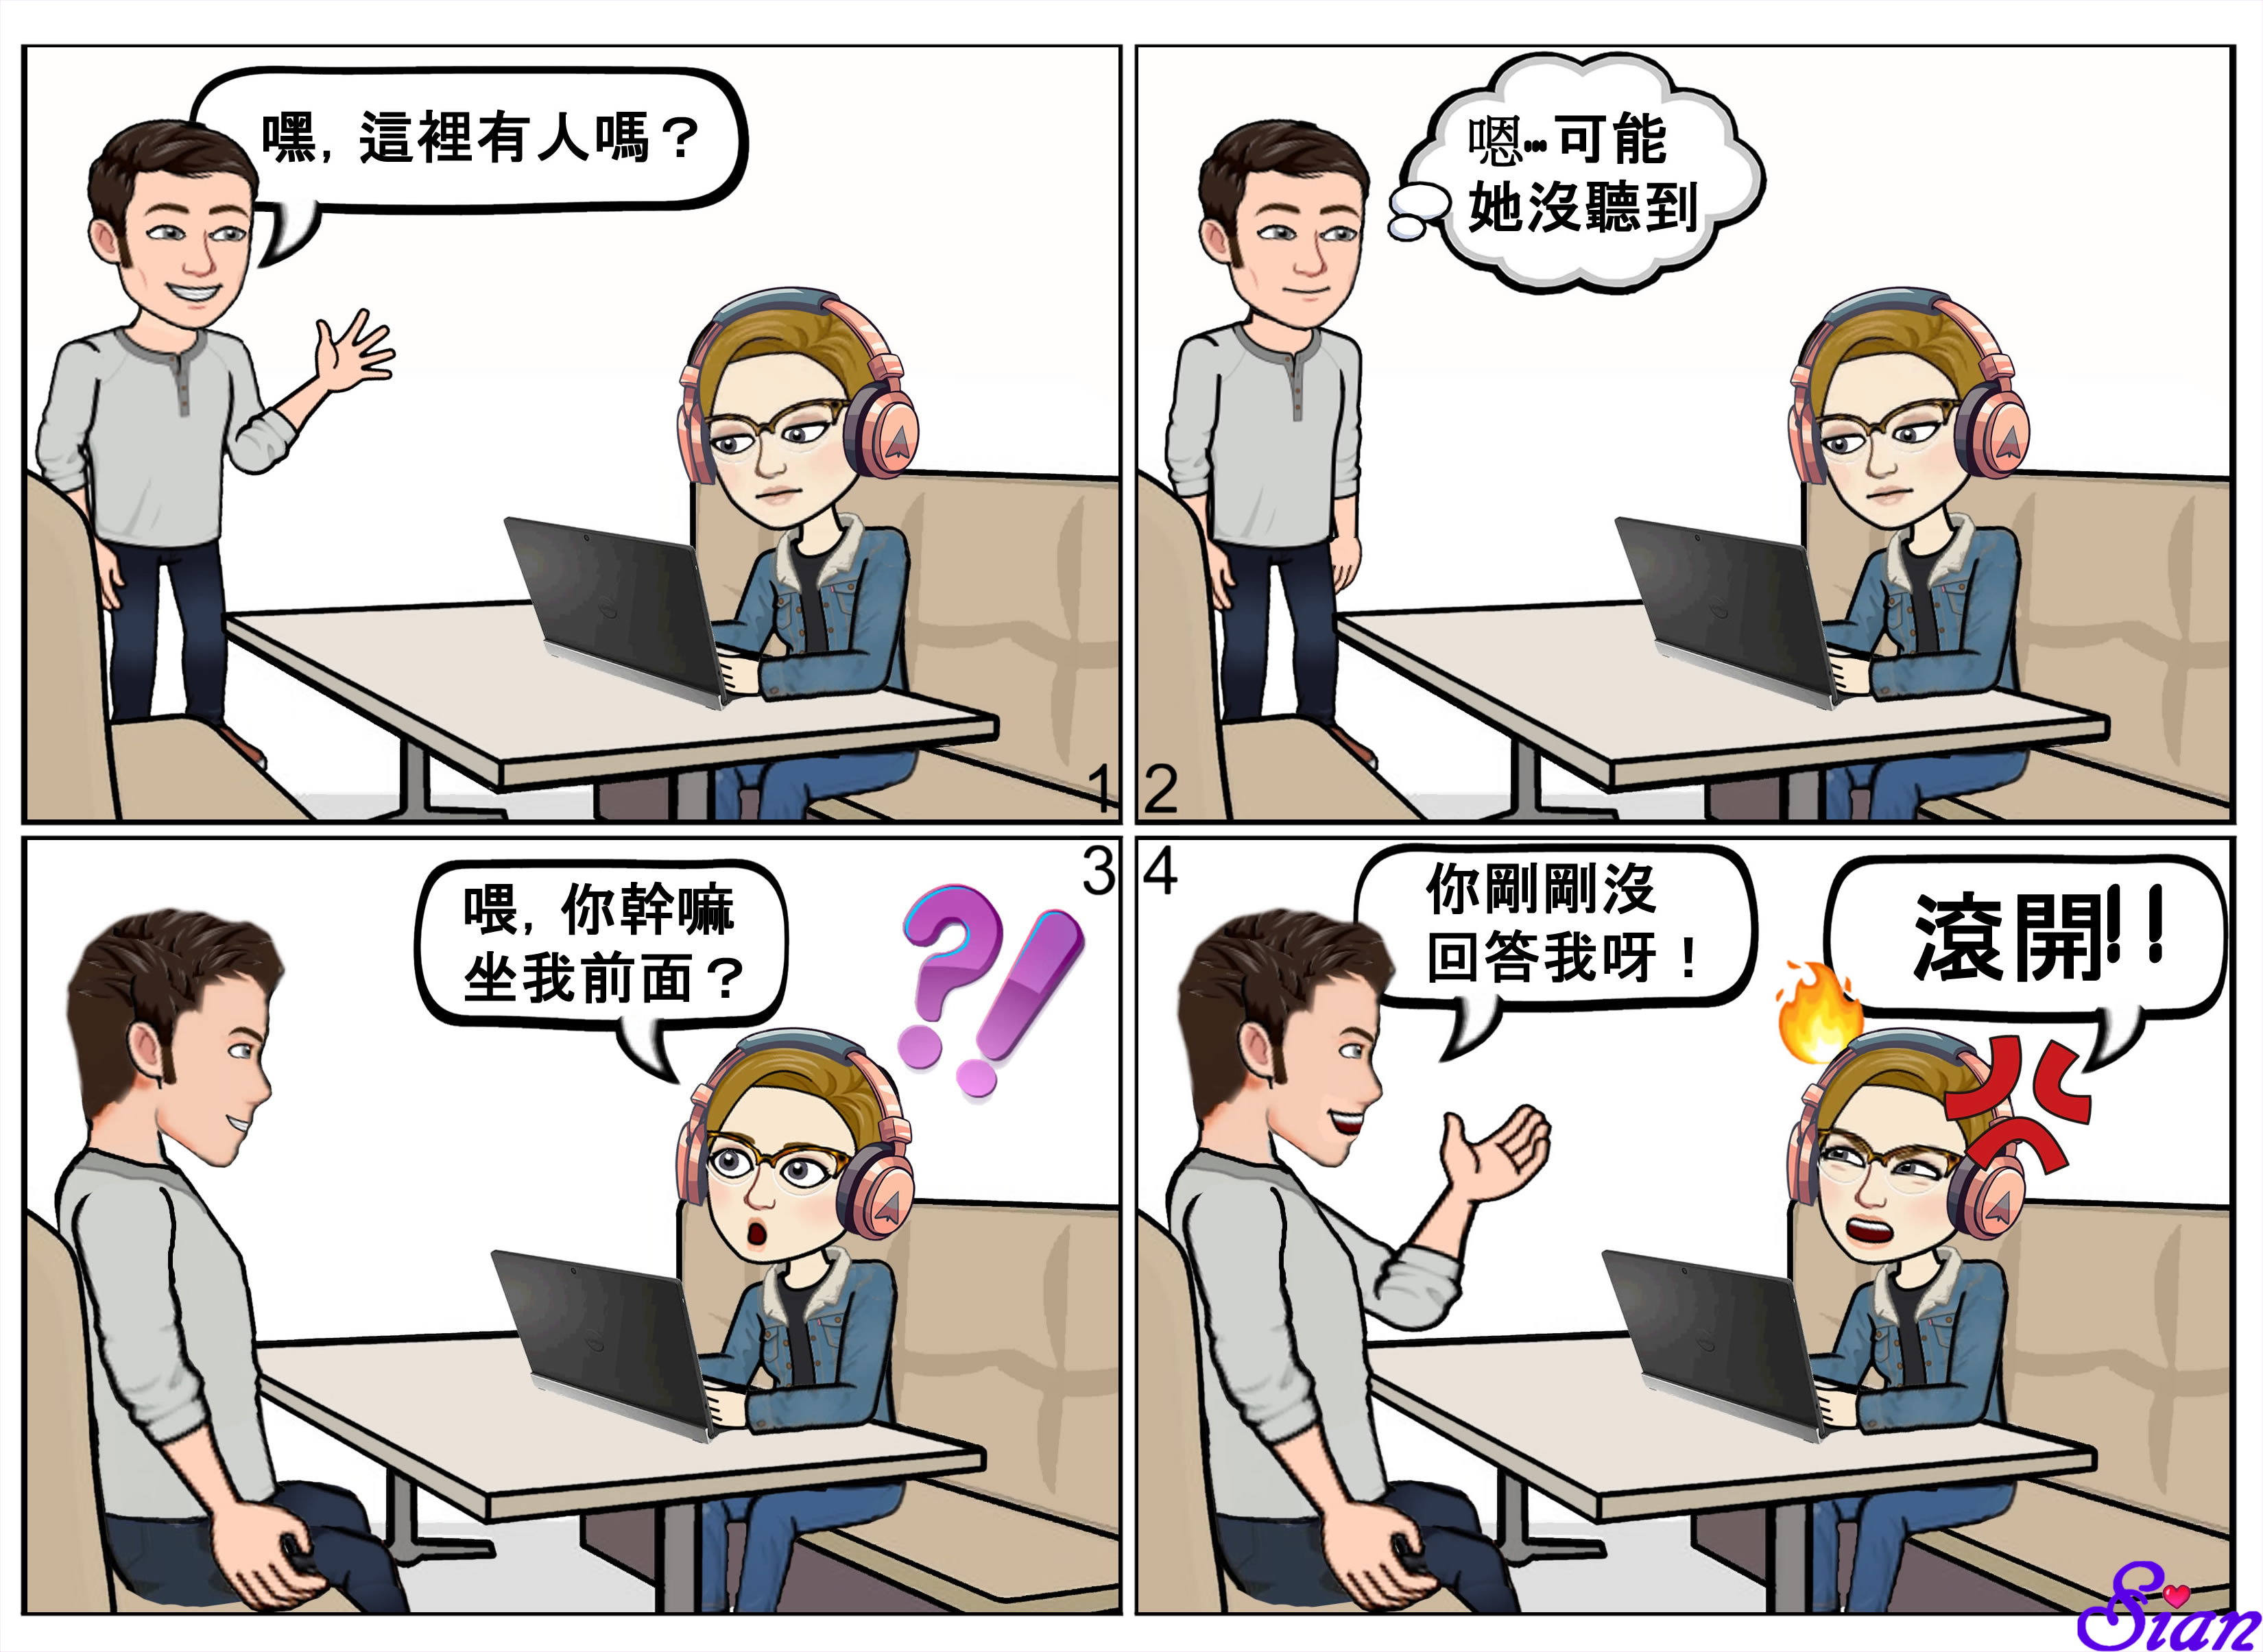 嘿, 這裡有人嗎？
1
嗯...可能
她沒聽到
2
喂, 你幹嘛
坐我前面？
3
4
你剛剛沒
回答我呀！
滾開!!
Sian